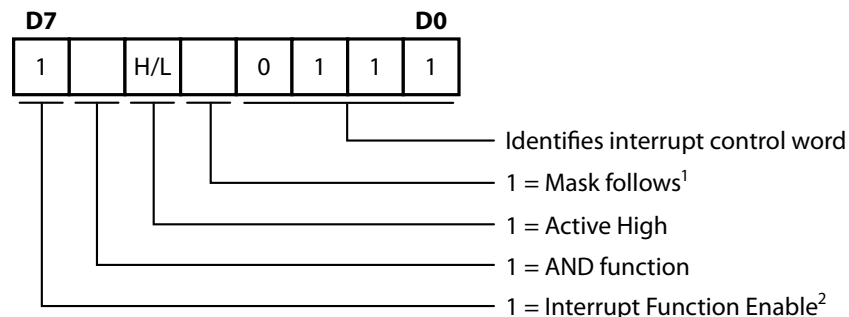 D7 D0
1 H/L 0 1 1 1
Identifies interrupt control word
1 = Mask follows¹
1 = Active High
1 = AND function
1 = Interrupt Function Enable²